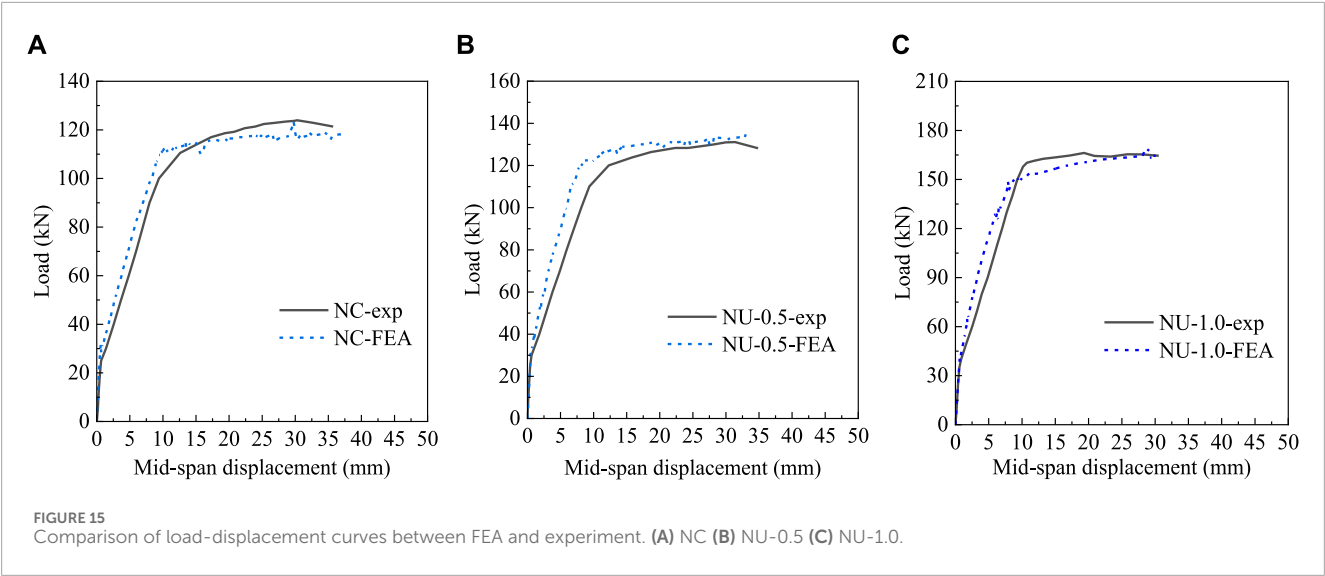 A
140
120
100
80
60
40
20
0
Load (kN)
NC-exp
NC-FEA
0 5 10 15 20 25 30 35 40 45 50
Mid-span displacement (mm)
B
160
140
120
100
80
60
40
20
0
Load (kN)
NU-0.5-exp
NU-0.5-FEA
0 5 10 15 20 25 30 35 40 45 50
Mid-span displacement (mm)
C
210
180
150
120
90
60
30
0
Load (kN)
NU-1.0-exp
NU-1.0-FEA
0 5 10 15 20 25 30 35 40 45 50
Mid-span displacement (mm)
FIGURE 15
Comparison of load-displacement curves between FEA and experiment. (A) NC (B) NU-0.5 (C) NU-1.0.